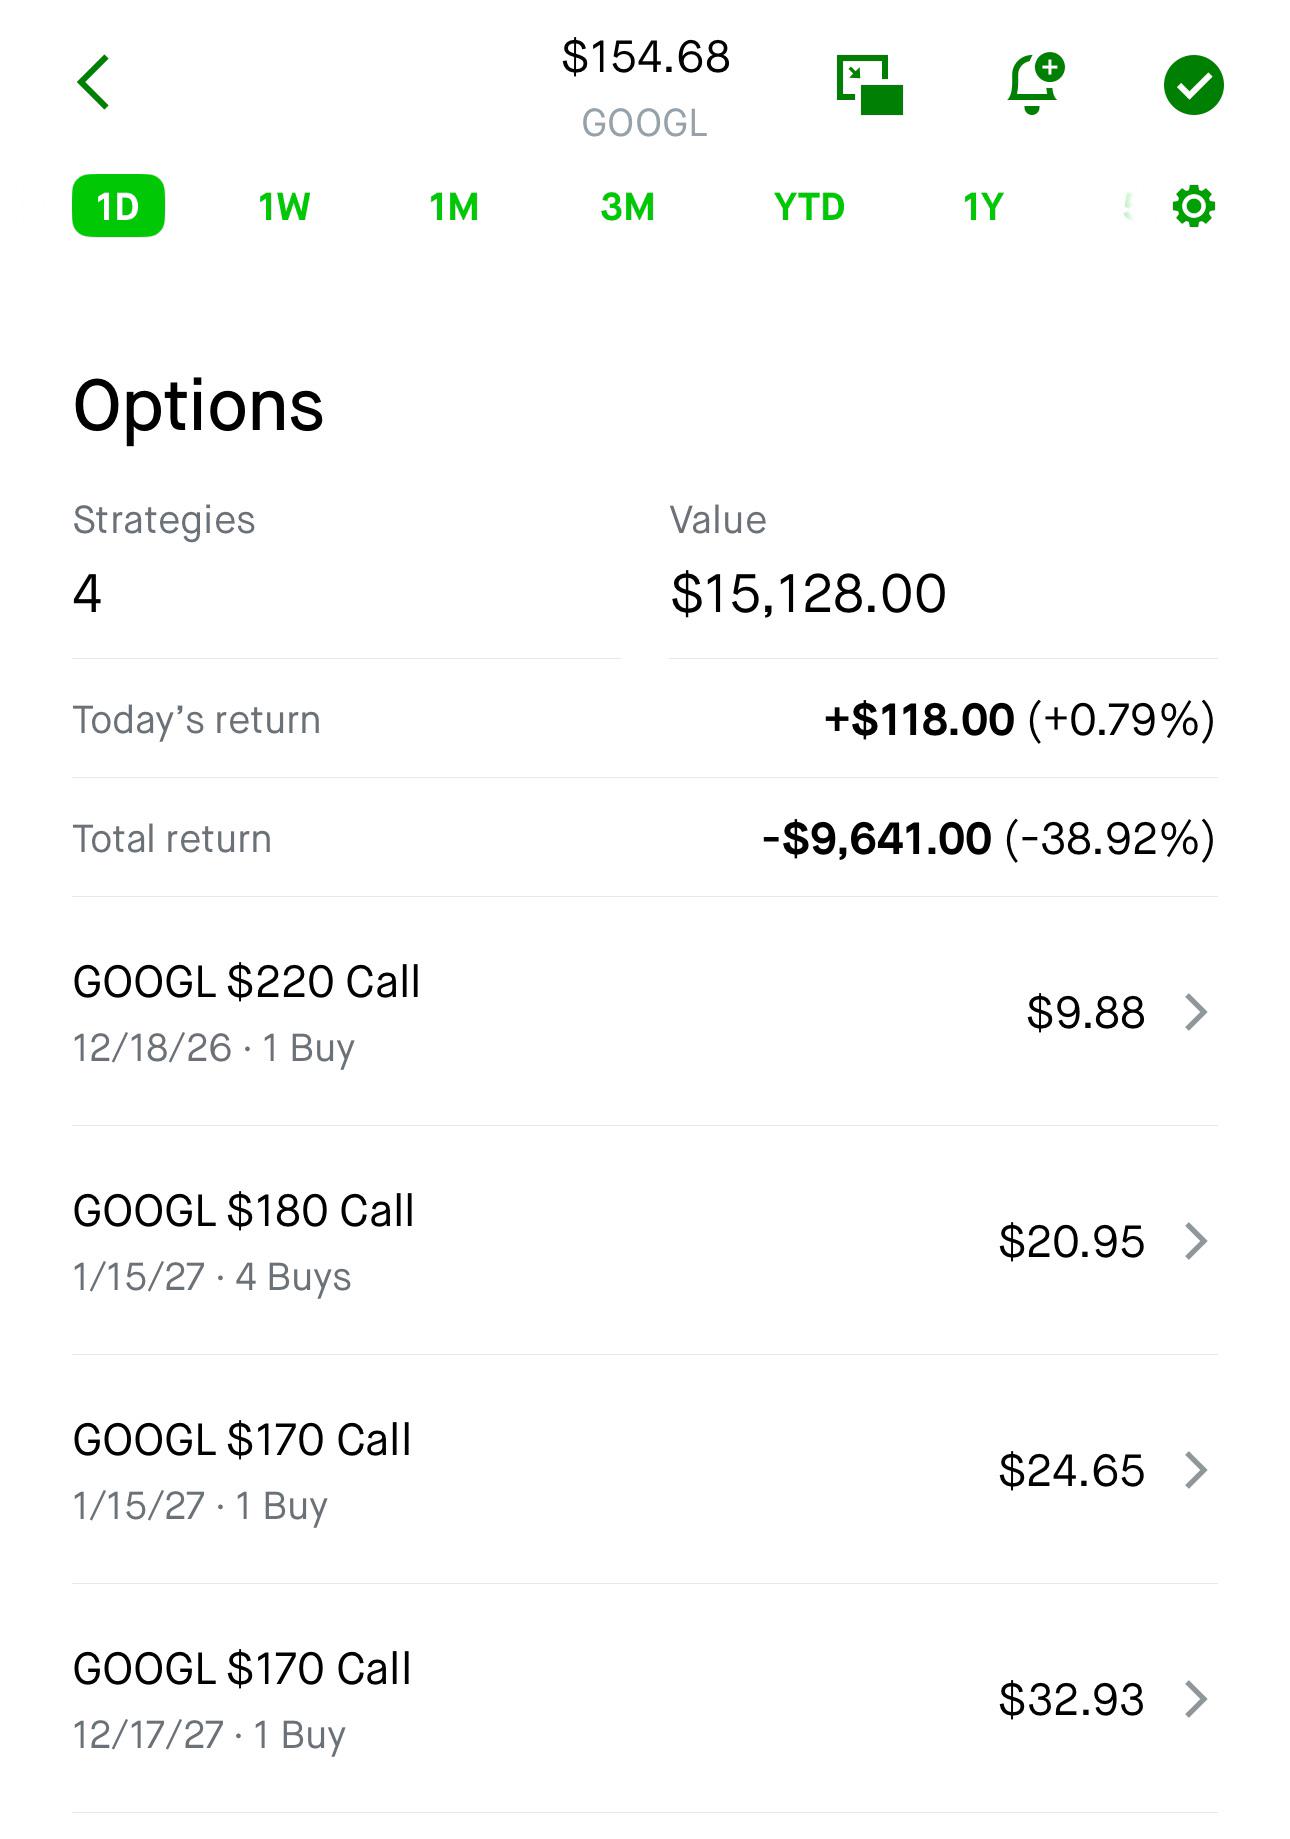 $154.68
GOOGL
1D 1W 1M 3M YTD 1Y
Options
Strategies Value
4 $15,128.00
Today’s return +$118.00 (+0.79%)
Total return -$9,641.00 (-38.92%)
GOOGL $220 Call
$9.88
12/18/26 · 1 Buy
GOOGL $180 Call
$20.95
1/15/27 · 4 Buys
GOOGL $170 Call
$24.65
1/15/27 · 1 Buy
GOOGL $170 Call
$32.93
12/17/27 · 1 Buy